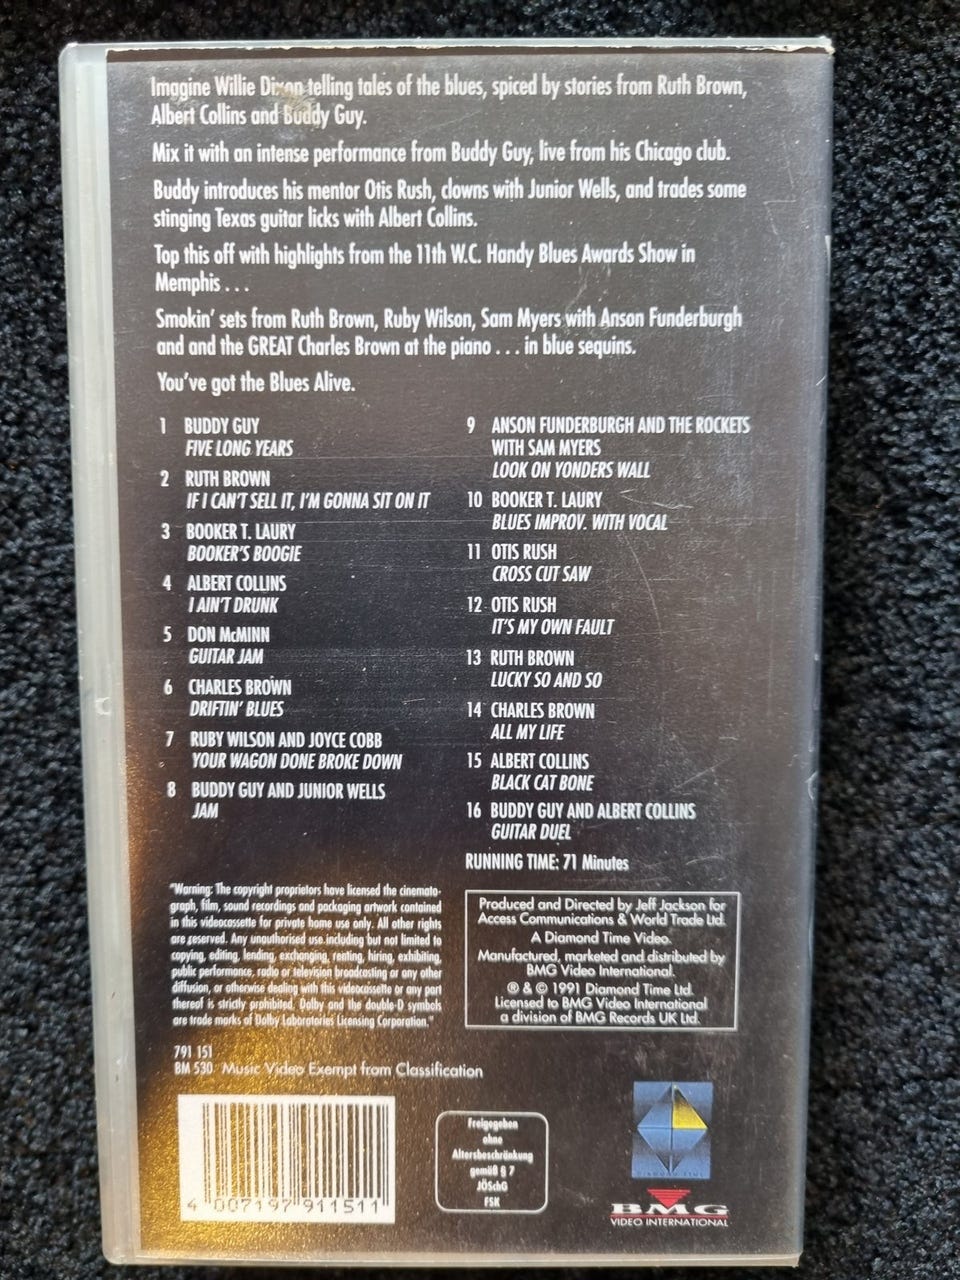 Imagine Willie Dixon telling tales of the blues, spiced by stories from Ruth Brown,
Albert Collins and Buddy Guy.
Mix it with an intense performance from Buddy Guy, live from his Chicago club.
Buddy introduces his mentor Otis Rush, clowns with Junior Wells, and trades some
stinging Texas guitar licks with Albert Collins.
Top this off with highlights from the 11th W.C. Handy Blues Awards Show in
Memphis . . .
Smokin' sets from Ruth Brown, Ruby Wilson, Sam Myers with Anson Funderburgh
and and the GREAT Charles Brown at the piano . . . in blue sequins.
You've got the Blues Alive.
1 BUDDY GUY
FIVE LONG YEARS
2 RUTH BROWN
IF I CAN'T SELL IT, I'M GONNA SIT ON IT
3 BOOKER T. LAURY
BOOKER'S BOOGIE
4 ALBERT COLLINS
I AIN'T DRUNK
5 DON McMINN
GUITAR JAM
6 CHARLES BROWN
DRIFTIN' BLUES
7 RUBY WILSON AND JOYCE COBB
YOUR WAGON DONE BROKE DOWN
8 BUDDY GUY AND JUNIOR WELLS
JAM
9 ANSON FUNDERBURGH AND THE ROCKETS
WITH SAM MYERS
LOOK ON YONDERS WALL
10 BOOKER T. LAURY
BLUES IMPROV. WITH VOCAL
11 OTIS RUSH
CROSS CUT SAW
12 OTIS RUSH
IT'S MY OWN FAULT
13 RUTH BROWN
LUCKY SO AND SO
14 CHARLES BROWN
ALL MY LIFE
15 ALBERT COLLINS
BLACK CAT BONE
16 BUDDY GUY AND ALBERT COLLINS
GUITAR DUEL
RUNNING TIME: 71 Minutes
"Warning: The copyright proprietors have licensed the cinemato-
graph, film, sound recordings and packaging artwork contained
in this videocassette for private home use only. All other rights
are reserved. Any unauthorised use including but not limited to
copying, editing, lending, exchanging, renting, hiring, exhibiting,
public performance, radio or television broadcasting or any other
diffusion, or otherwise dealing with this videocassette or any part
thereof is strictly prohibited. Dolby and the double-D symbols
are trade marks of Dolby Laboratories Licensing Corporation."
Produced and Directed by Jeff Jackson for
Access Communications & World Trade Ltd.
A Diamond Time Video.
Manufactured, marketed and distributed by
BMG Video International.
℗ & © 1991 Diamond Time Ltd.
Licensed to BMG Video International
a division of BMG Records UK Ltd.
791 151
BM 530 Music Video Exempt from Classification
4 007197 911511
Freigegeben
ohne
Altersbeschränkung
gemäß § 7
JÖSchG
FSK
DIAMOND TIME
BMG
VIDEO INTERNATIONAL